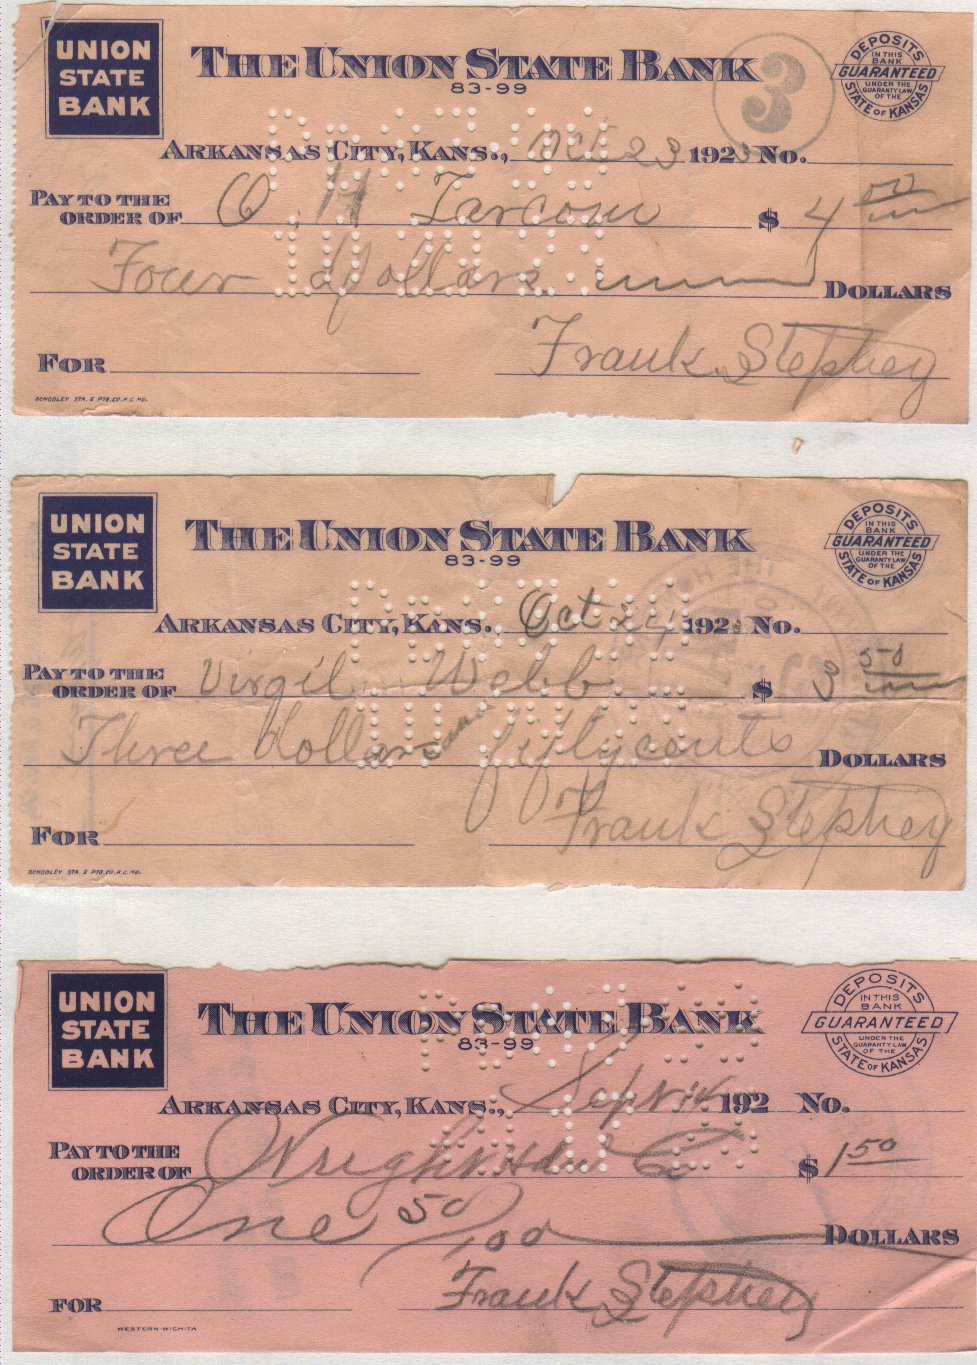 UNION
STATE
BANK
THE UNION STATE BANK
83-99
3
DEPOSITS
IN THIS
BANK
GUARANTEED
UNDER THE
GUARANTY LAW
OF THE
STATE OF KANSAS
ARKANSAS CITY, KANS., Oct 23 1923 No.
PAY TO THE
ORDER OF O. H $ 4 00
Four dollars DOLLARS
FOR Frank Stephey
SCHOOLEY STA. & PTG. CO. K.C. MO.
UNION
STATE
BANK
THE UNION STATE BANK
83-99
DEPOSITS
IN THIS
BANK
GUARANTEED
UNDER THE
GUARANTY LAW
OF THE
STATE OF KANSAS
ARKANSAS CITY, KANS., Oct 24 192 No.
PAY TO THE
ORDER OF Virgil Webb $ 3 50
Three dollars fifty cents DOLLARS
FOR Frank Stephey
SCHOOLEY STA. & PTG. CO. K.C. MO.
UNION
STATE
BANK
THE UNION STATE BANK
83-99
DEPOSITS
IN THIS
BANK
GUARANTEED
UNDER THE
GUARANTY LAW
OF THE
STATE OF KANSAS
ARKANSAS CITY, KANS., Sept 14 192 No.
PAY TO THE
ORDER OF Co $ 1 50
One 50/100 DOLLARS
FOR Frank Stephey
WESTERN-WICHITA